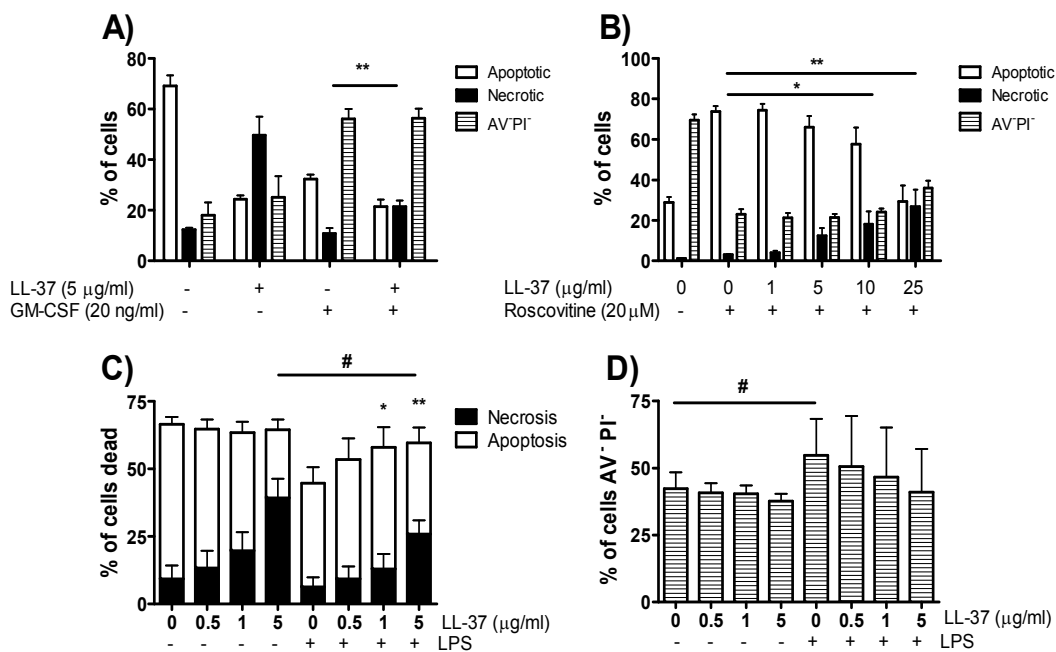 A)
% of cells
80
60
40
20
0
**
Apoptotic
Necrotic
AV⁻PI⁻
LL-37 (5 μg/ml) - + - +
GM-CSF (20 ng/ml) - - + +
B)
% of cells
100
80
60
40
20
0
**
*
Apoptotic
Necrotic
AV⁻PI⁻
LL-37 (μg/ml) 0 0 1 5 10 25
Roscovitine (20 μM) - + + + + +
C)
% of cells dead
75
50
25
0
#
* **
Necrosis
Apoptosis
0 0.5 1 5 0 0.5 1 5 LL-37 (μg/ml)
- - - - + + + + LPS
D)
% of cells AV⁻ PI⁻
75
50
25
0
#
0 0.5 1 5 0 0.5 1 5 LL-37 (μg/ml)
- - - - + + + + LPS